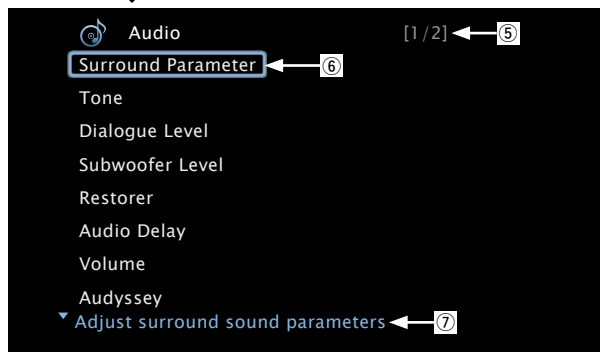 Audio [1/2] ⑤
Surround Parameter ⑥
Tone
Dialogue Level
Subwoofer Level
Restorer
Audio Delay
Volume
Audyssey
Adjust surround sound parameters ⑦